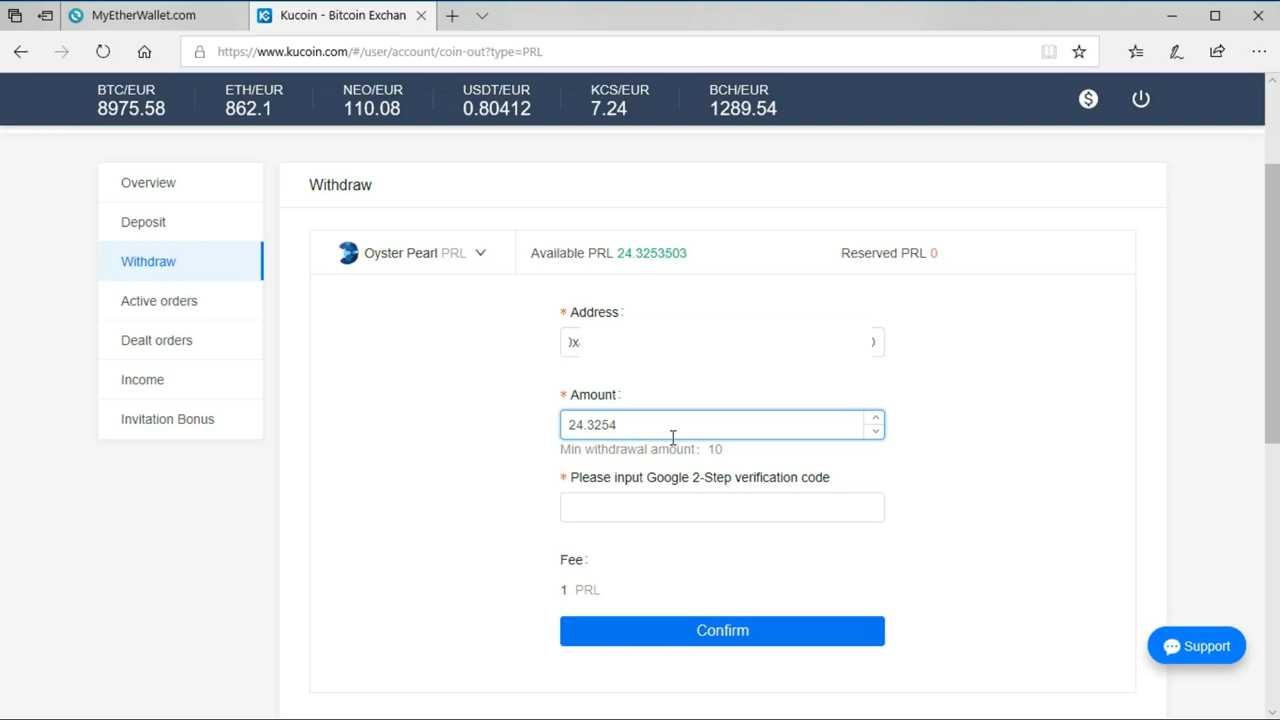 MyEtherWallet.com
Kucoin - Bitcoin Exchan
https://www.kucoin.com/#/user/account/coin-out?type=PRL
BTC/EUR ETH/EUR NEO/EUR USDT/EUR KCS/EUR BCH/EUR
8975.58 862.1 110.08 0.80412 7.24 1289.54
Overview
Deposit
Withdraw
Active orders
Dealt orders
Income
Invitation Bonus
Withdraw
Oyster Pearl PRL Available PRL 24.3253503 Reserved PRL 0
* Address:
0x
* Amount:
24.3254
Min withdrawal amount: 10
* Please input Google 2-Step verification code
Fee:
1 PRL
Confirm
Support